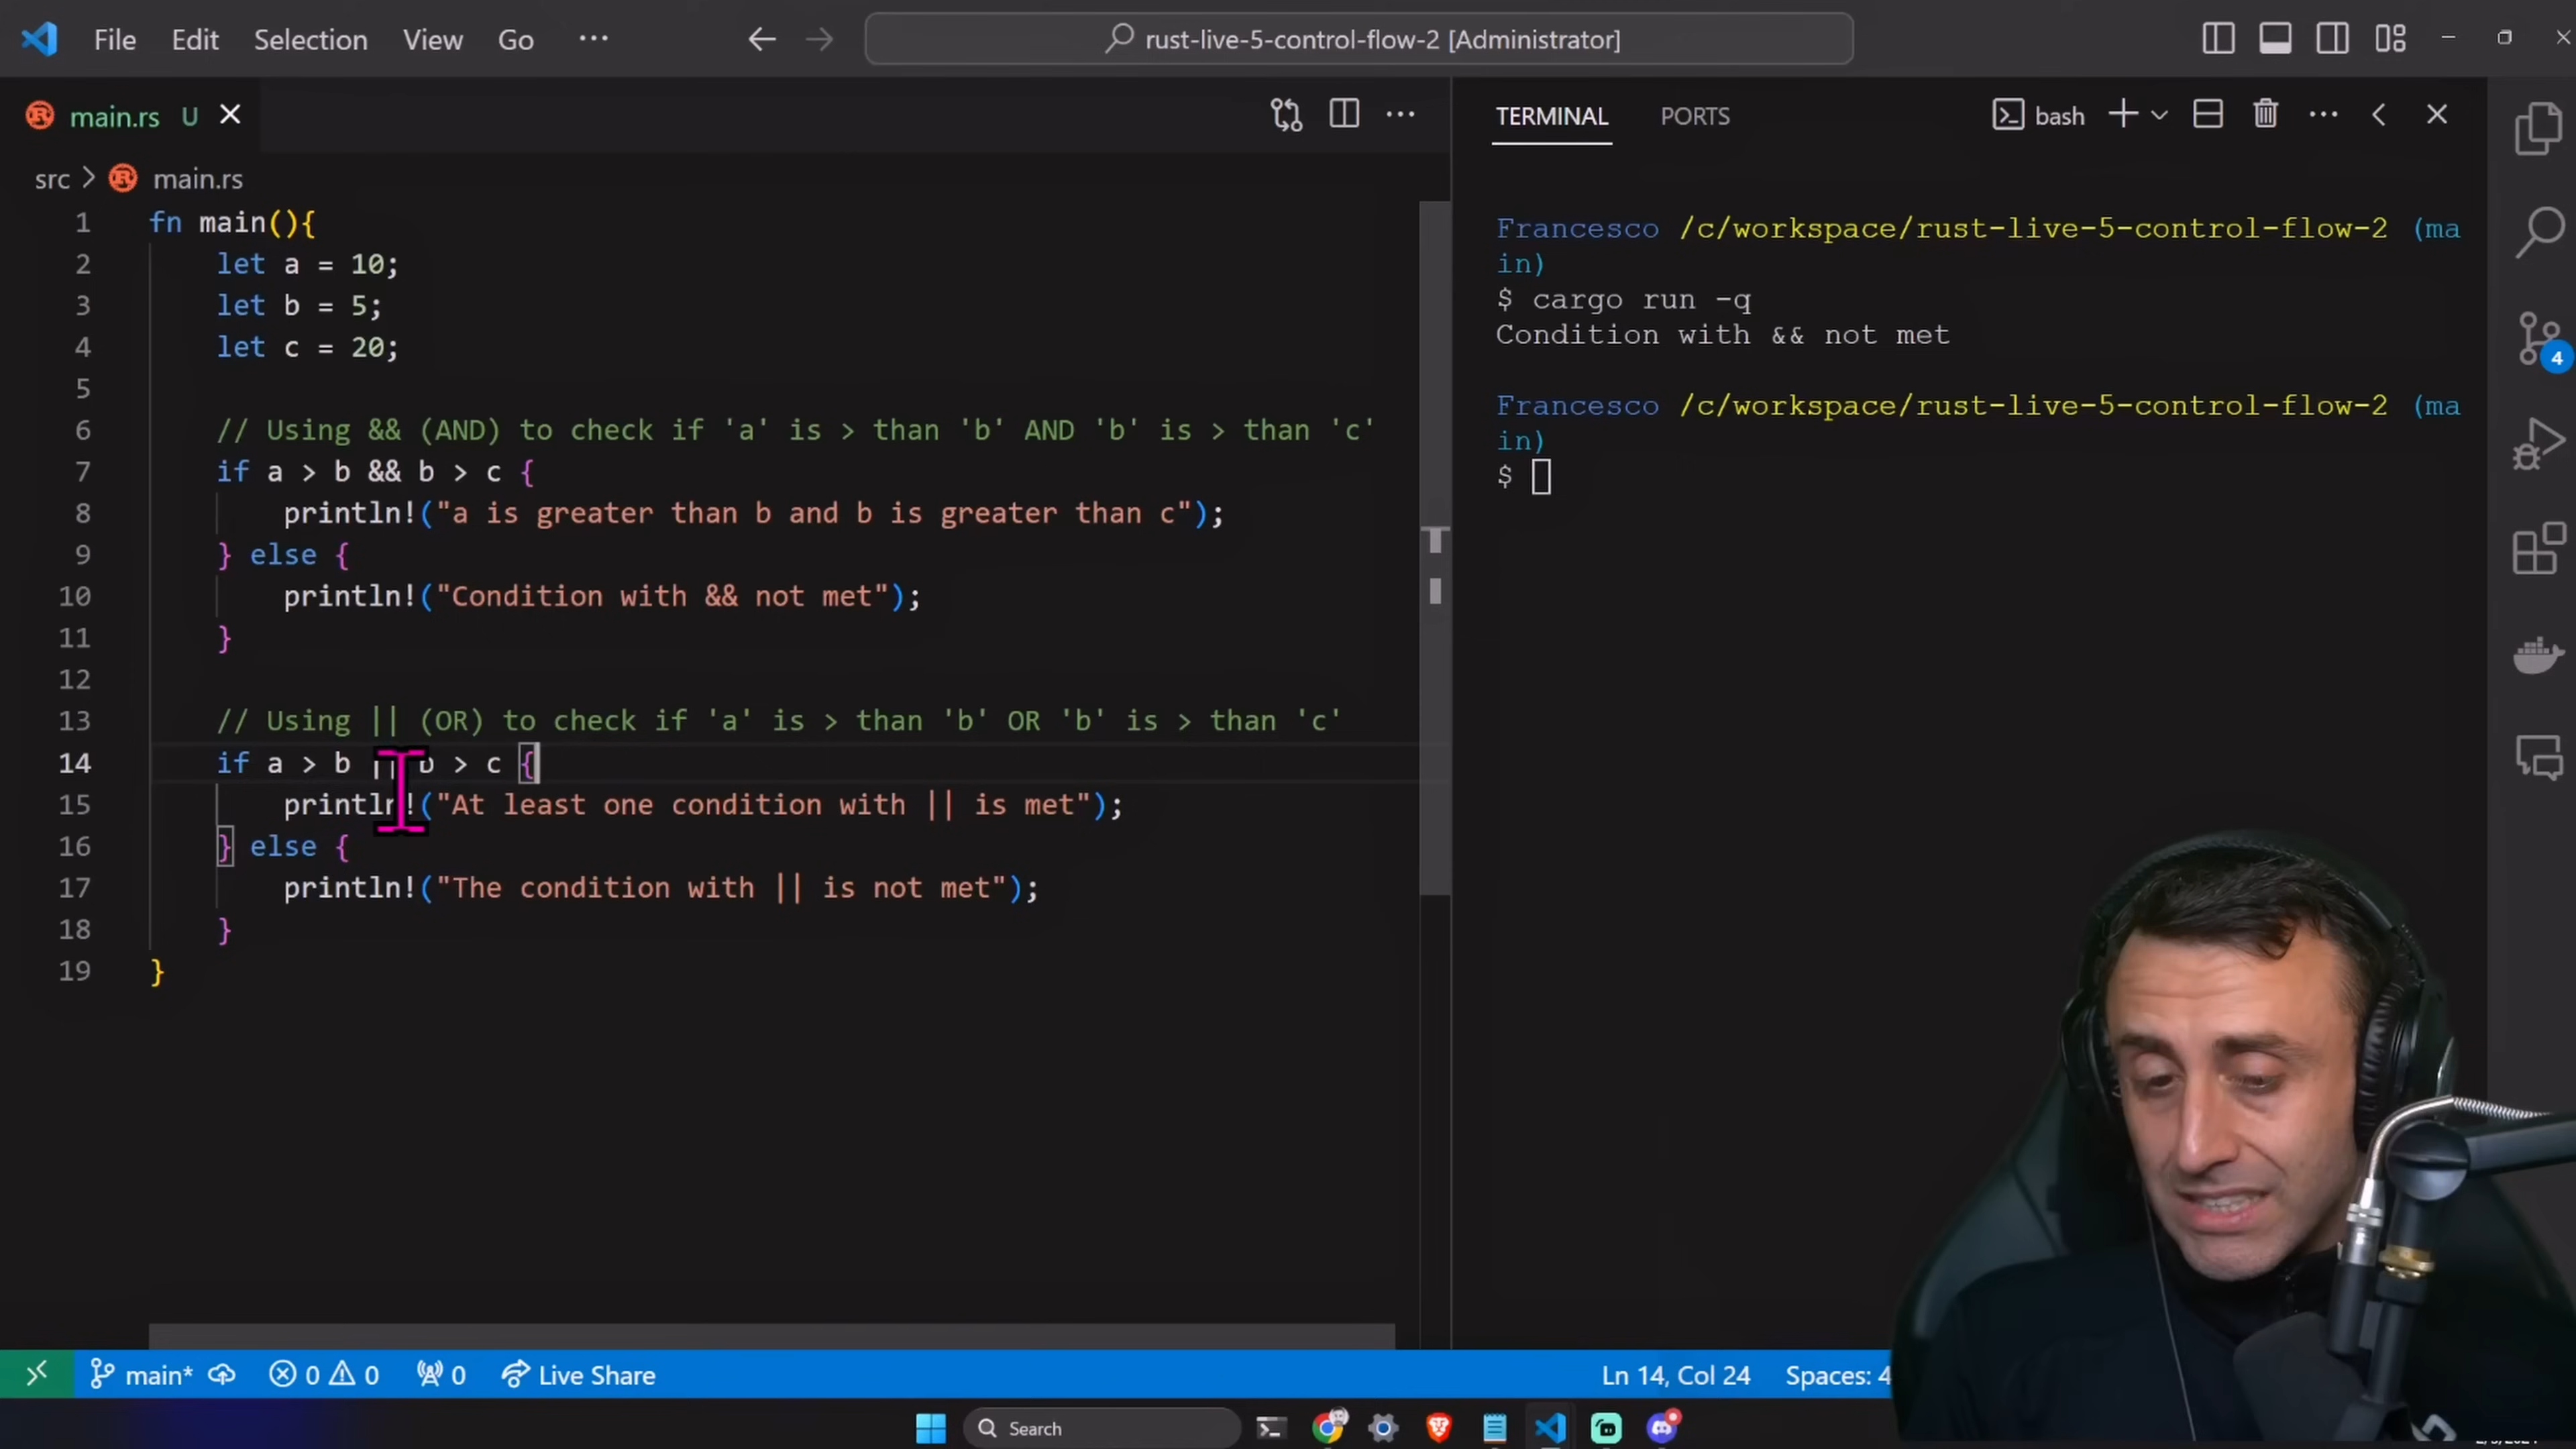 File Edit Selection View Go ···
rust-live-5-control-flow-2 [Administrator]
main.rs U
src > main.rs
1 fn main(){
2 let a = 10;
3 let b = 5;
4 let c = 20;
5
6 // Using && (AND) to check if 'a' is > than 'b' AND 'b' is > than 'c'
7 if a > b && b > c {
8 println!("a is greater than b and b is greater than c");
9 } else {
10 println!("Condition with && not met");
11 }
12
13 // Using || (OR) to check if 'a' is > than 'b' OR 'b' is > than 'c'
14 if a > b || b > c {
15 println!("At least one condition with || is met");
16 } else {
17 println!("The condition with || is not met");
18 }
19 }
TERMINAL PORTS
bash
Francesco /c/workspace/rust-live-5-control-flow-2 (ma
in)
$ cargo run -q
Condition with && not met
Francesco /c/workspace/rust-live-5-control-flow-2 (ma
in)
$
4
main* 0 0 0 Live Share
Ln 14, Col 24 Spaces: 4
Search